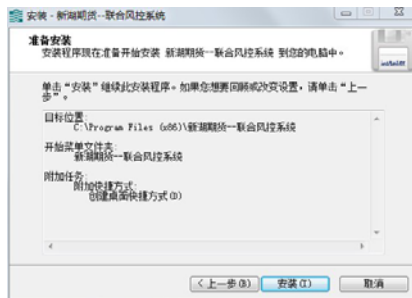 安装 - 新湖期货--联合风控系统
准备安装
安装程序现在准备开始安装 新湖期货--联合风控系统 到您的电脑中。
单击“安装”继续此安装程序。如果您想要回顾或改变设置，请单击“上一
步”。
目标位置:
C:\Program Files (x86)\新湖期货--联合风控系统
开始菜单文件夹:
新湖期货--联合风控系统
附加任务:
附加快捷方式:
创建桌面快捷方式(D)
<上一步(B)
安装(I)
取消